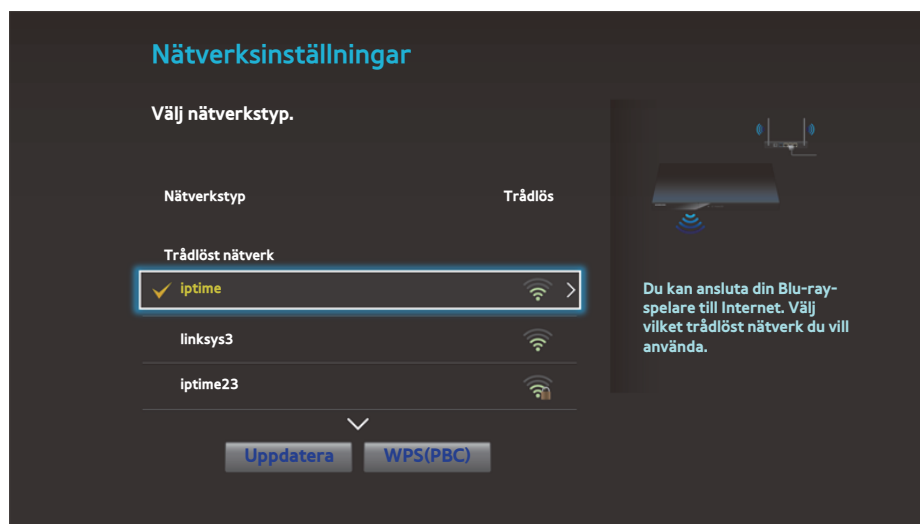 Nätverksinställningar
Välj nätverkstyp.
Nätverkstyp Trådlös
Trådlöst nätverk
iptime
linksys3
iptime23
Uppdatera WPS(PBC)
Du kan ansluta din Blu-ray-
spelare till Internet. Välj
vilket trådlöst nätverk du vill
använda.